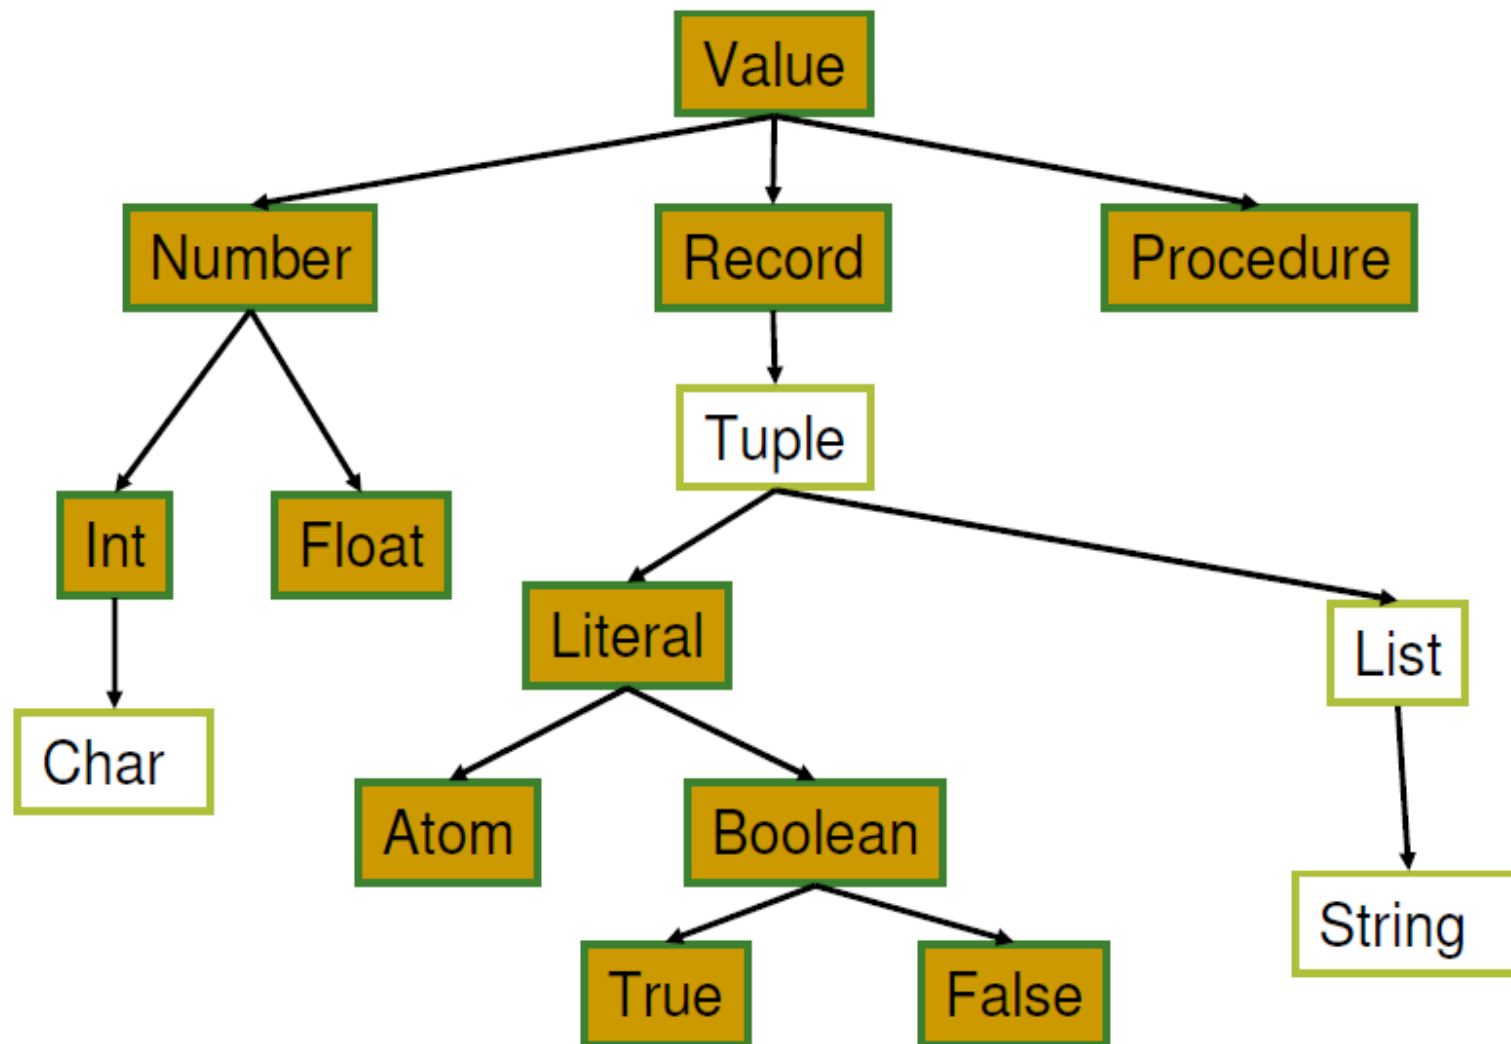 Value
Number
Record
Procedure
Tuple
Int
Float
Literal
List
Char
Atom
Boolean
String
True
False